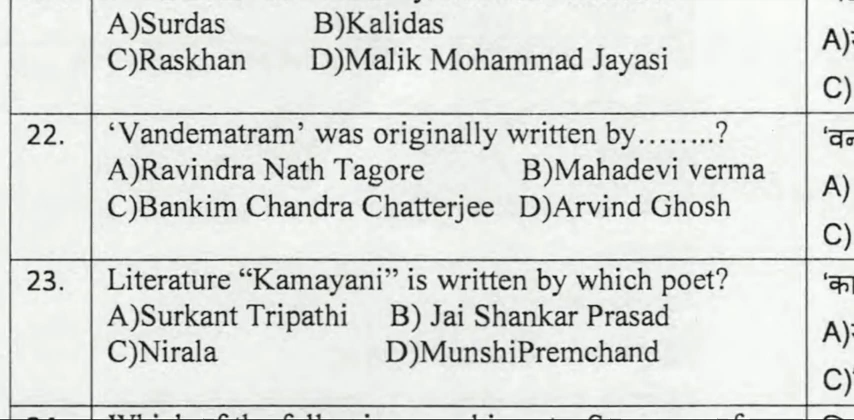 A)Surdas B)Kalidas
C)Raskhan D)Malik Mohammad Jayasi
A)
C)
22. ‘Vandematram’ was originally written by……..?
A)Ravindra Nath Tagore B)Mahadevi verma
C)Bankim Chandra Chatterjee D)Arvind Ghosh
A)
C)
23. Literature “Kamayani” is written by which poet?
A)Surkant Tripathi B) Jai Shankar Prasad
C)Nirala D)MunshiPremchand
A)
C)